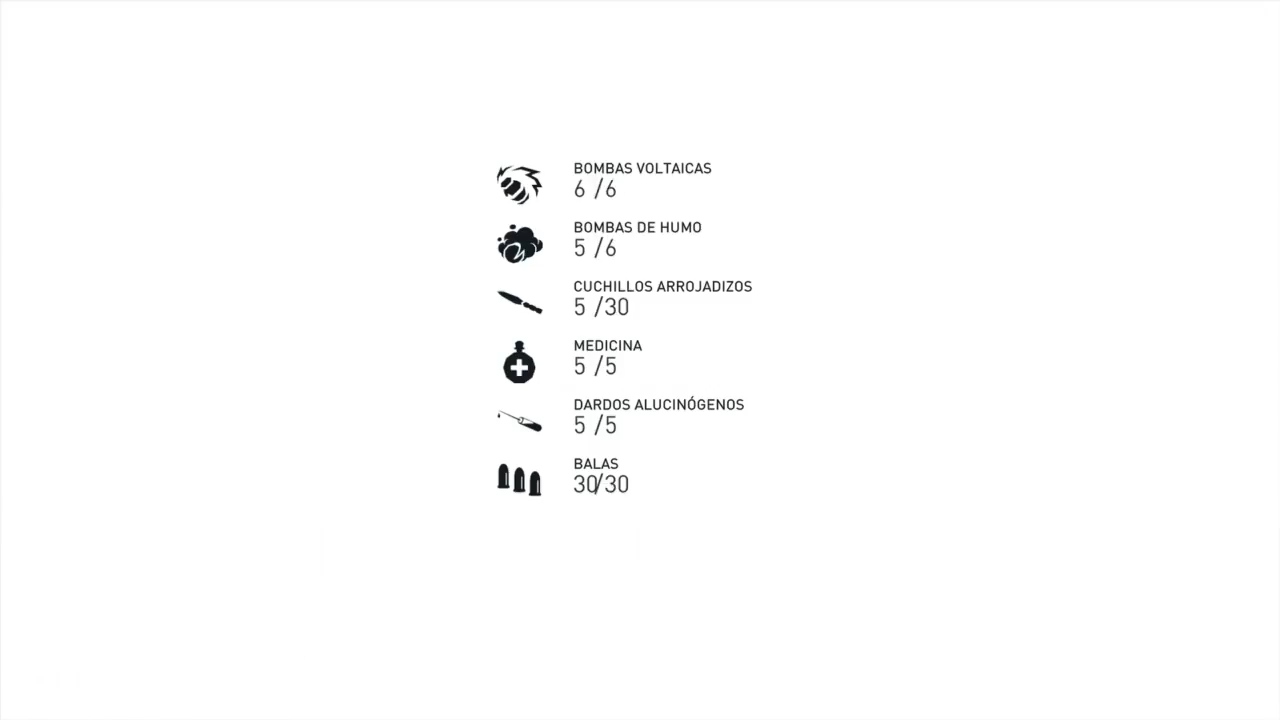 BOMBAS VOLTAICAS
6 /6
BOMBAS DE HUMO
5 /6
CUCHILLOS ARROJADIZOS
5 /30
MEDICINA
5 /5
DARDOS ALUCINÓGENOS
5 /5
BALAS
30/30